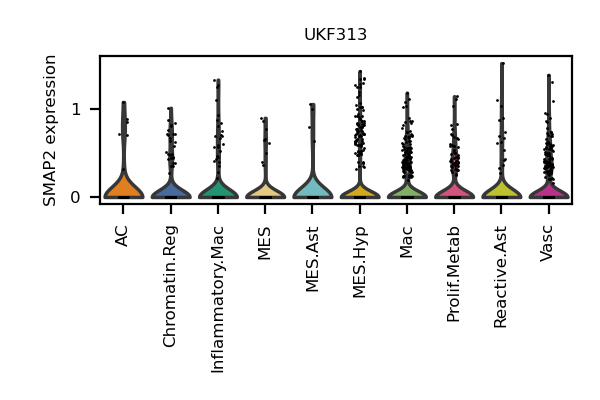 UKF313
SMAP2 expression
1
0
AC
Chromatin.Reg
Inflammatory.Mac
MES
MES.Ast
MES.Hyp
Mac
Prolif.Metab
Reactive.Ast
Vasc